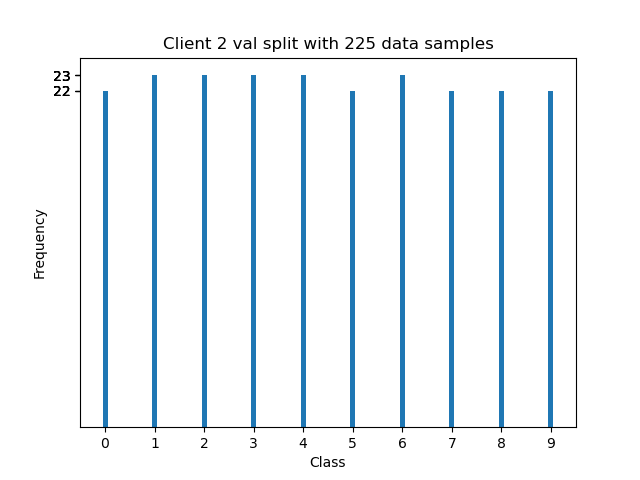 Client 2 val split with 225 data samples
23
22
Frequency
0 1 2 3 4 5 6 7 8 9
Class